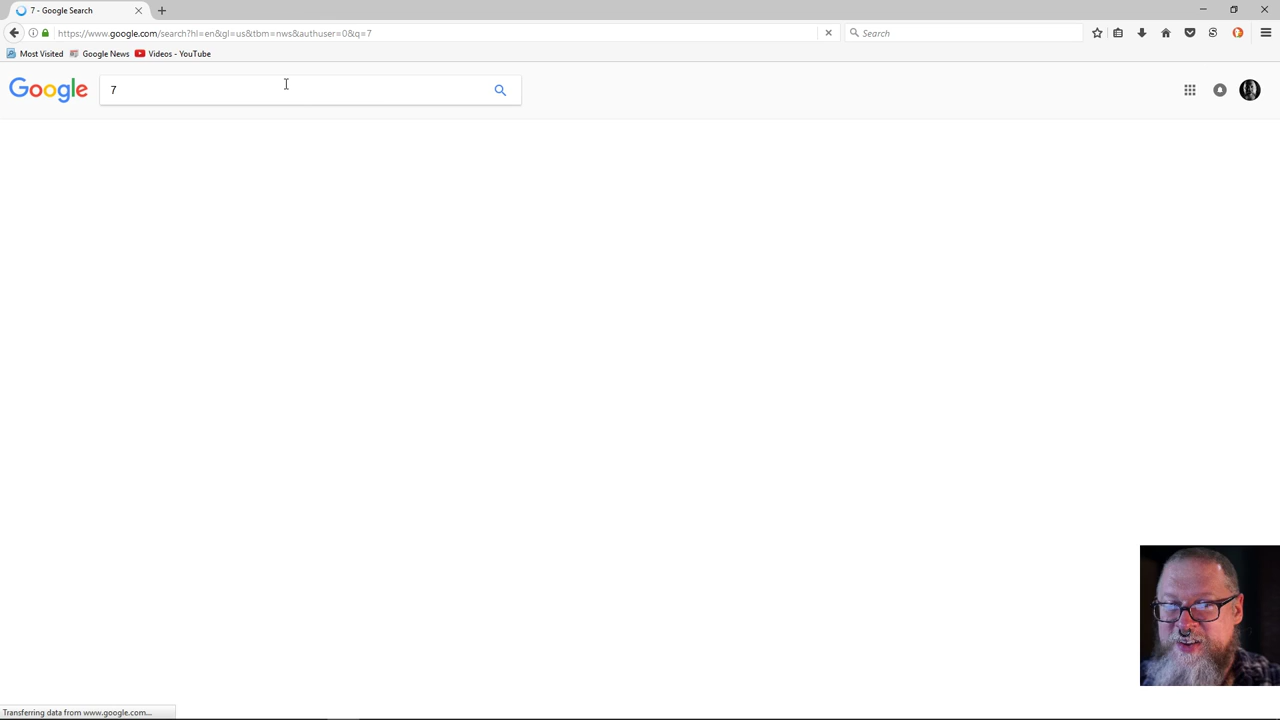 7 - Google Search
https://www.google.com/search?hl=en&gl=us&tbm=nws&authuser=0&q=7
Search
Most Visited
Google News
Videos - YouTube
Google
7
Transferring data from www.google.com...